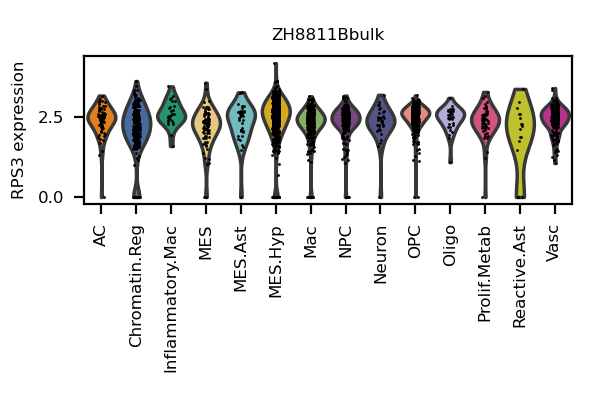 ZH8811Bbulk
RPS3 expression
2.5
0.0
AC
Chromatin.Reg
Inflammatory.Mac
MES
MES.Ast
MES.Hyp
Mac
NPC
Neuron
OPC
Oligo
Prolif.Metab
Reactive.Ast
Vasc